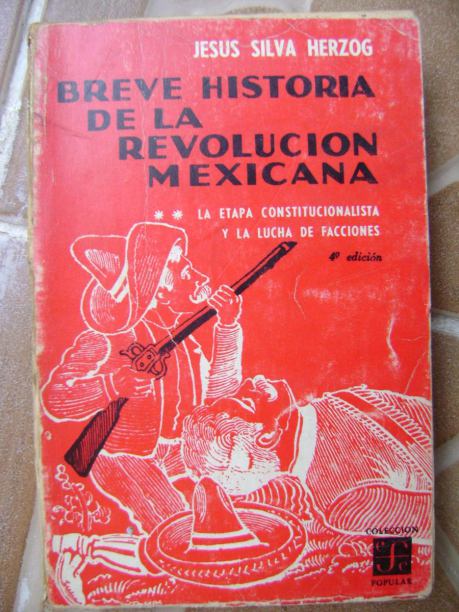 JESUS SILVA HERZOG
BREVE HISTORIA
DE LA
REVOLUCION
MEXICANA
** LA ETAPA CONSTITUCIONALISTA
Y LA LUCHA DE FACCIONES
4ª edición
COLECCION
fce
POPULAR